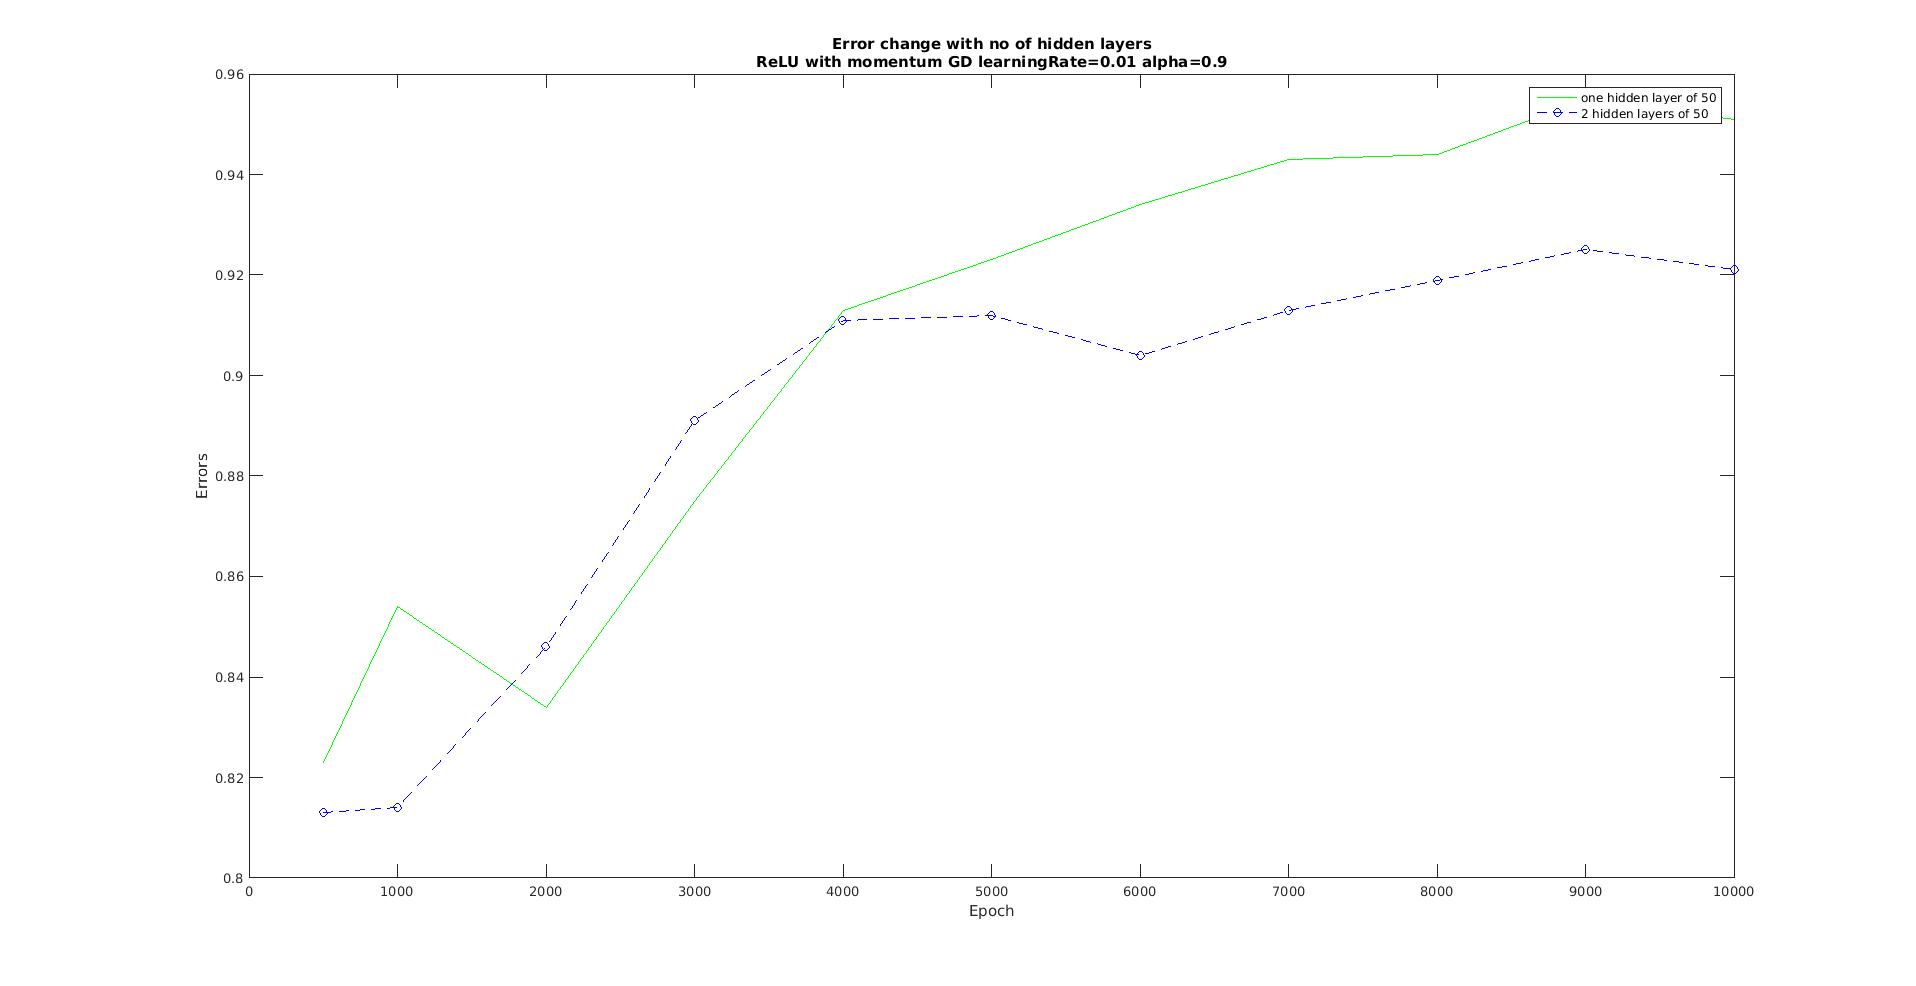 Error change with no of hidden layers
ReLU with momentum GD learningRate=0.01 alpha=0.9
0.96
0.94
0.92
0.9
0.88
0.86
0.84
0.82
0.8
Errors
one hidden layer of 50
2 hidden layers of 50
0 1000 2000 3000 4000 5000 6000 7000 8000 9000 10000
Epoch